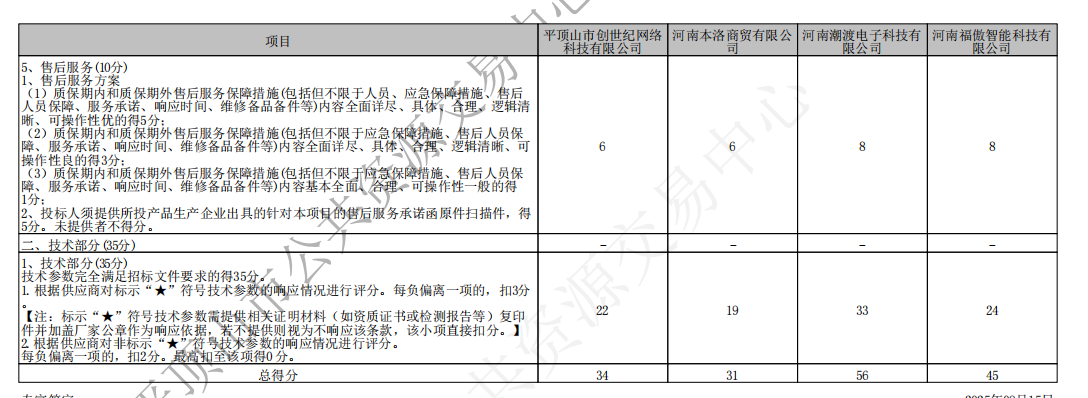 项目
平顶山市创世纪网络
科技有限公司
河南本洛商贸有限公
司
河南潮渡电子科技有
限公司
河南福傲智能科技有
限公司
5、售后服务(10分)
1、售后服务方案
（1）质保期内和质保期外售后服务保障措施(包括但不限于人员、应急保障措施、售后
人员保障、服务承诺、响应时间、维修备品备件等)内容全面详尽、具体、合理、逻辑清
晰、可操作性优的得5分；
（2）质保期内和质保期外售后服务保障措施(包括但不限于应急保障措施、售后人员保
障、服务承诺、响应时间、维修备品备件等)内容全面详尽、具体、合理、逻辑清晰、可
操作性良的得3分；
（3）质保期内和质保期外售后服务保障措施(包括但不限于应急保障措施、售后人员保
障、服务承诺、响应时间、维修备品备件等)内容基本全面、合理、可操作性一般的得
1分；
2、投标人须提供所投产品生产企业出具的针对本项目的售后服务承诺函原件扫描件，得
5分。未提供者不得分。
6
6
8
8
二、技术部分(35分)
-
-
-
-
1、技术部分(35分)
技术参数完全满足招标文件要求的得35分。
1.根据供应商对标示“★”符号技术参数的响应情况进行评分。每负偏离一项的，扣3分
。
【注：标示“★”符号技术参数需提供相关证明材料（如资质证书或检测报告等）复印
件并加盖厂家公章作为响应依据，若不提供则视为不响应该条款，该小项直接扣分。】
2.根据供应商对非标示“★”符号技术参数的响应情况进行评分。
每负偏离一项的，扣2分。最高扣至该项得0分。
22
19
33
24
总得分
34
31
56
45
平顶山市公共资源交易中心
共资源交易中心